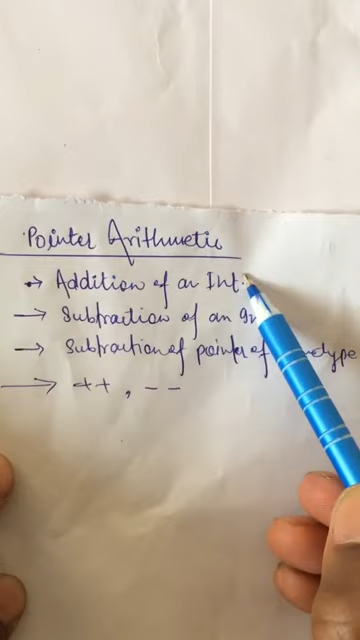 Pointer Arithmetic
→ Addition of an Int.
→ Subtraction of an
→ Subtraction of pointer of
→ ++ , --